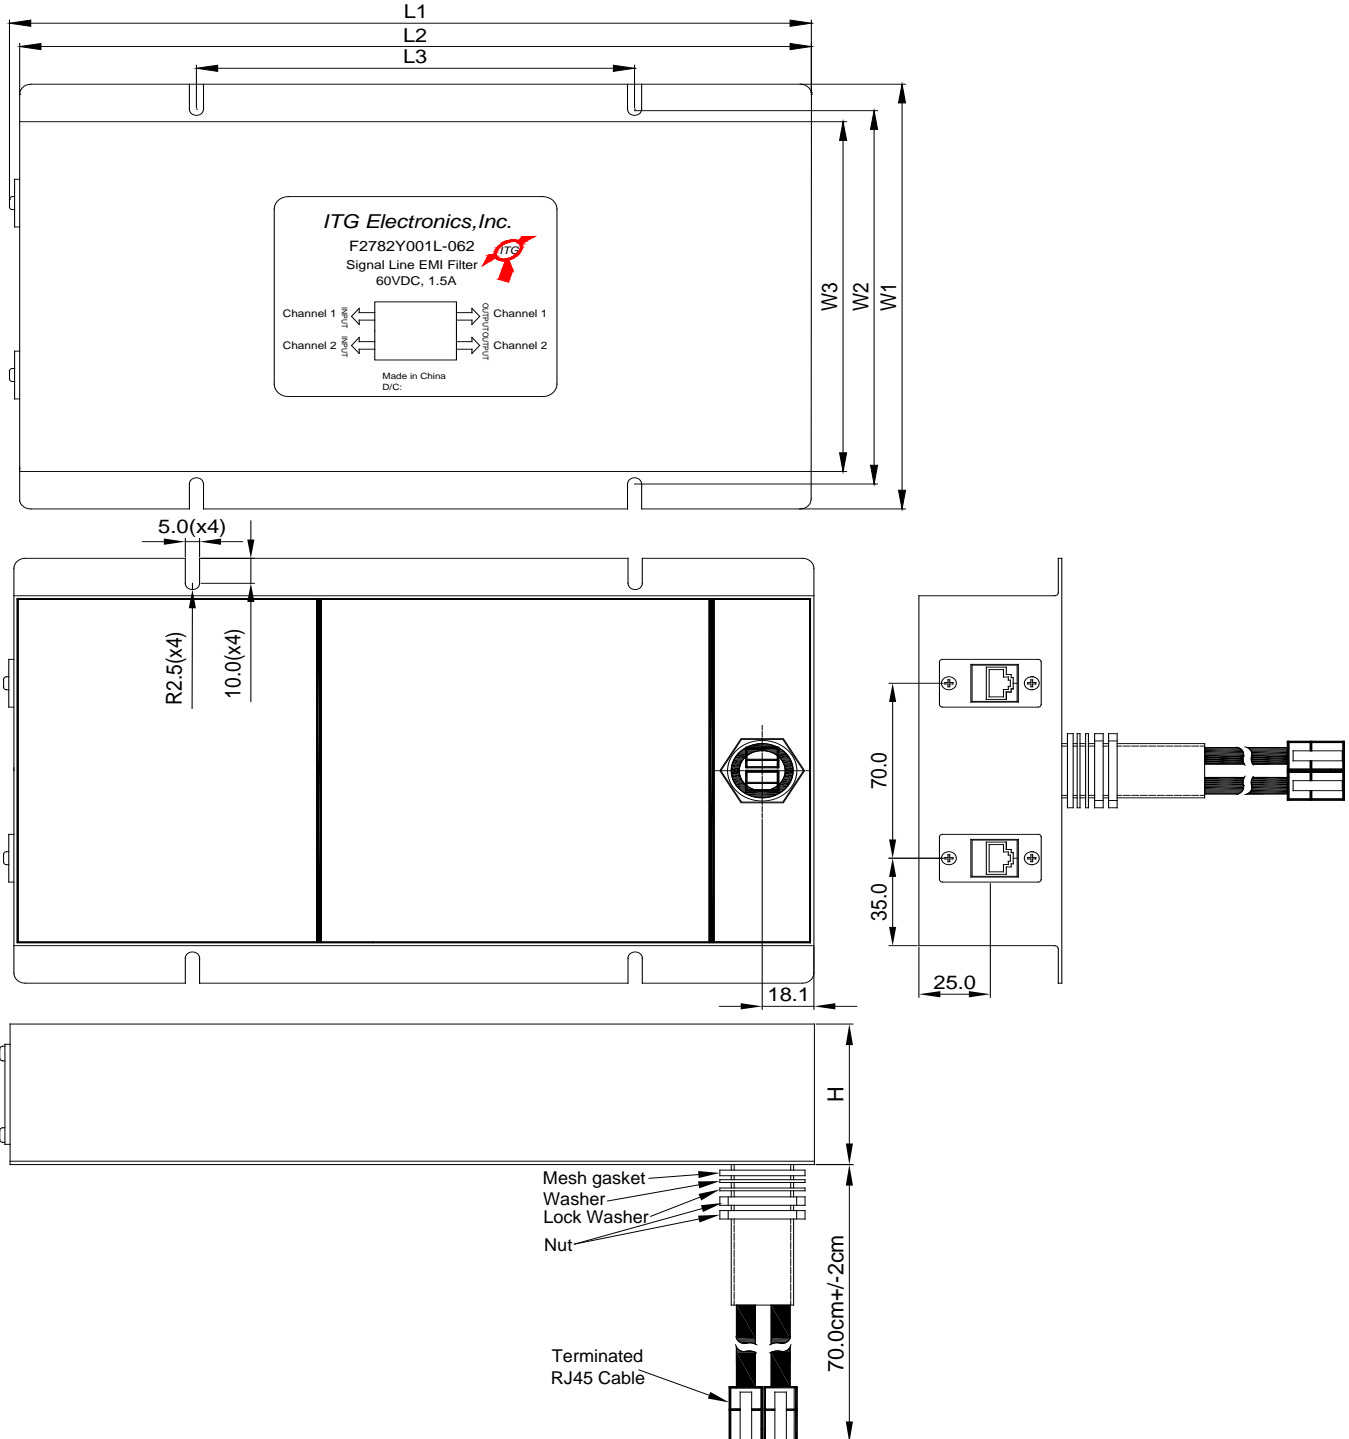 L1
L2
L3
ITG Electronics,Inc.
F2782Y001L-062
ITG
Signal Line EMI Filter
60VDC, 1.5A
Channel 1 INPUT OUTPUT Channel 1
Channel 2 INPUT OUTPUT Channel 2
Made in China
D/C:
W3
W2
W1
5.0(x4)
R2.5(x4)
10.0(x4)
18.1
70.0
35.0
25.0
H
Mesh gasket
Washer
Lock Washer
Nut
70.0cm+/-2cm
Terminated
RJ45 Cable